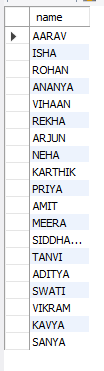 name
AARAV
ISHA
ROHAN
ANANYA
VIHAAN
REKHA
ARJUN
NEHA
KARTHIK
PRIYA
AMIT
MEERA
SIDDHA...
TANVI
ADITYA
SWATI
VIKRAM
KAVYA
SANYA